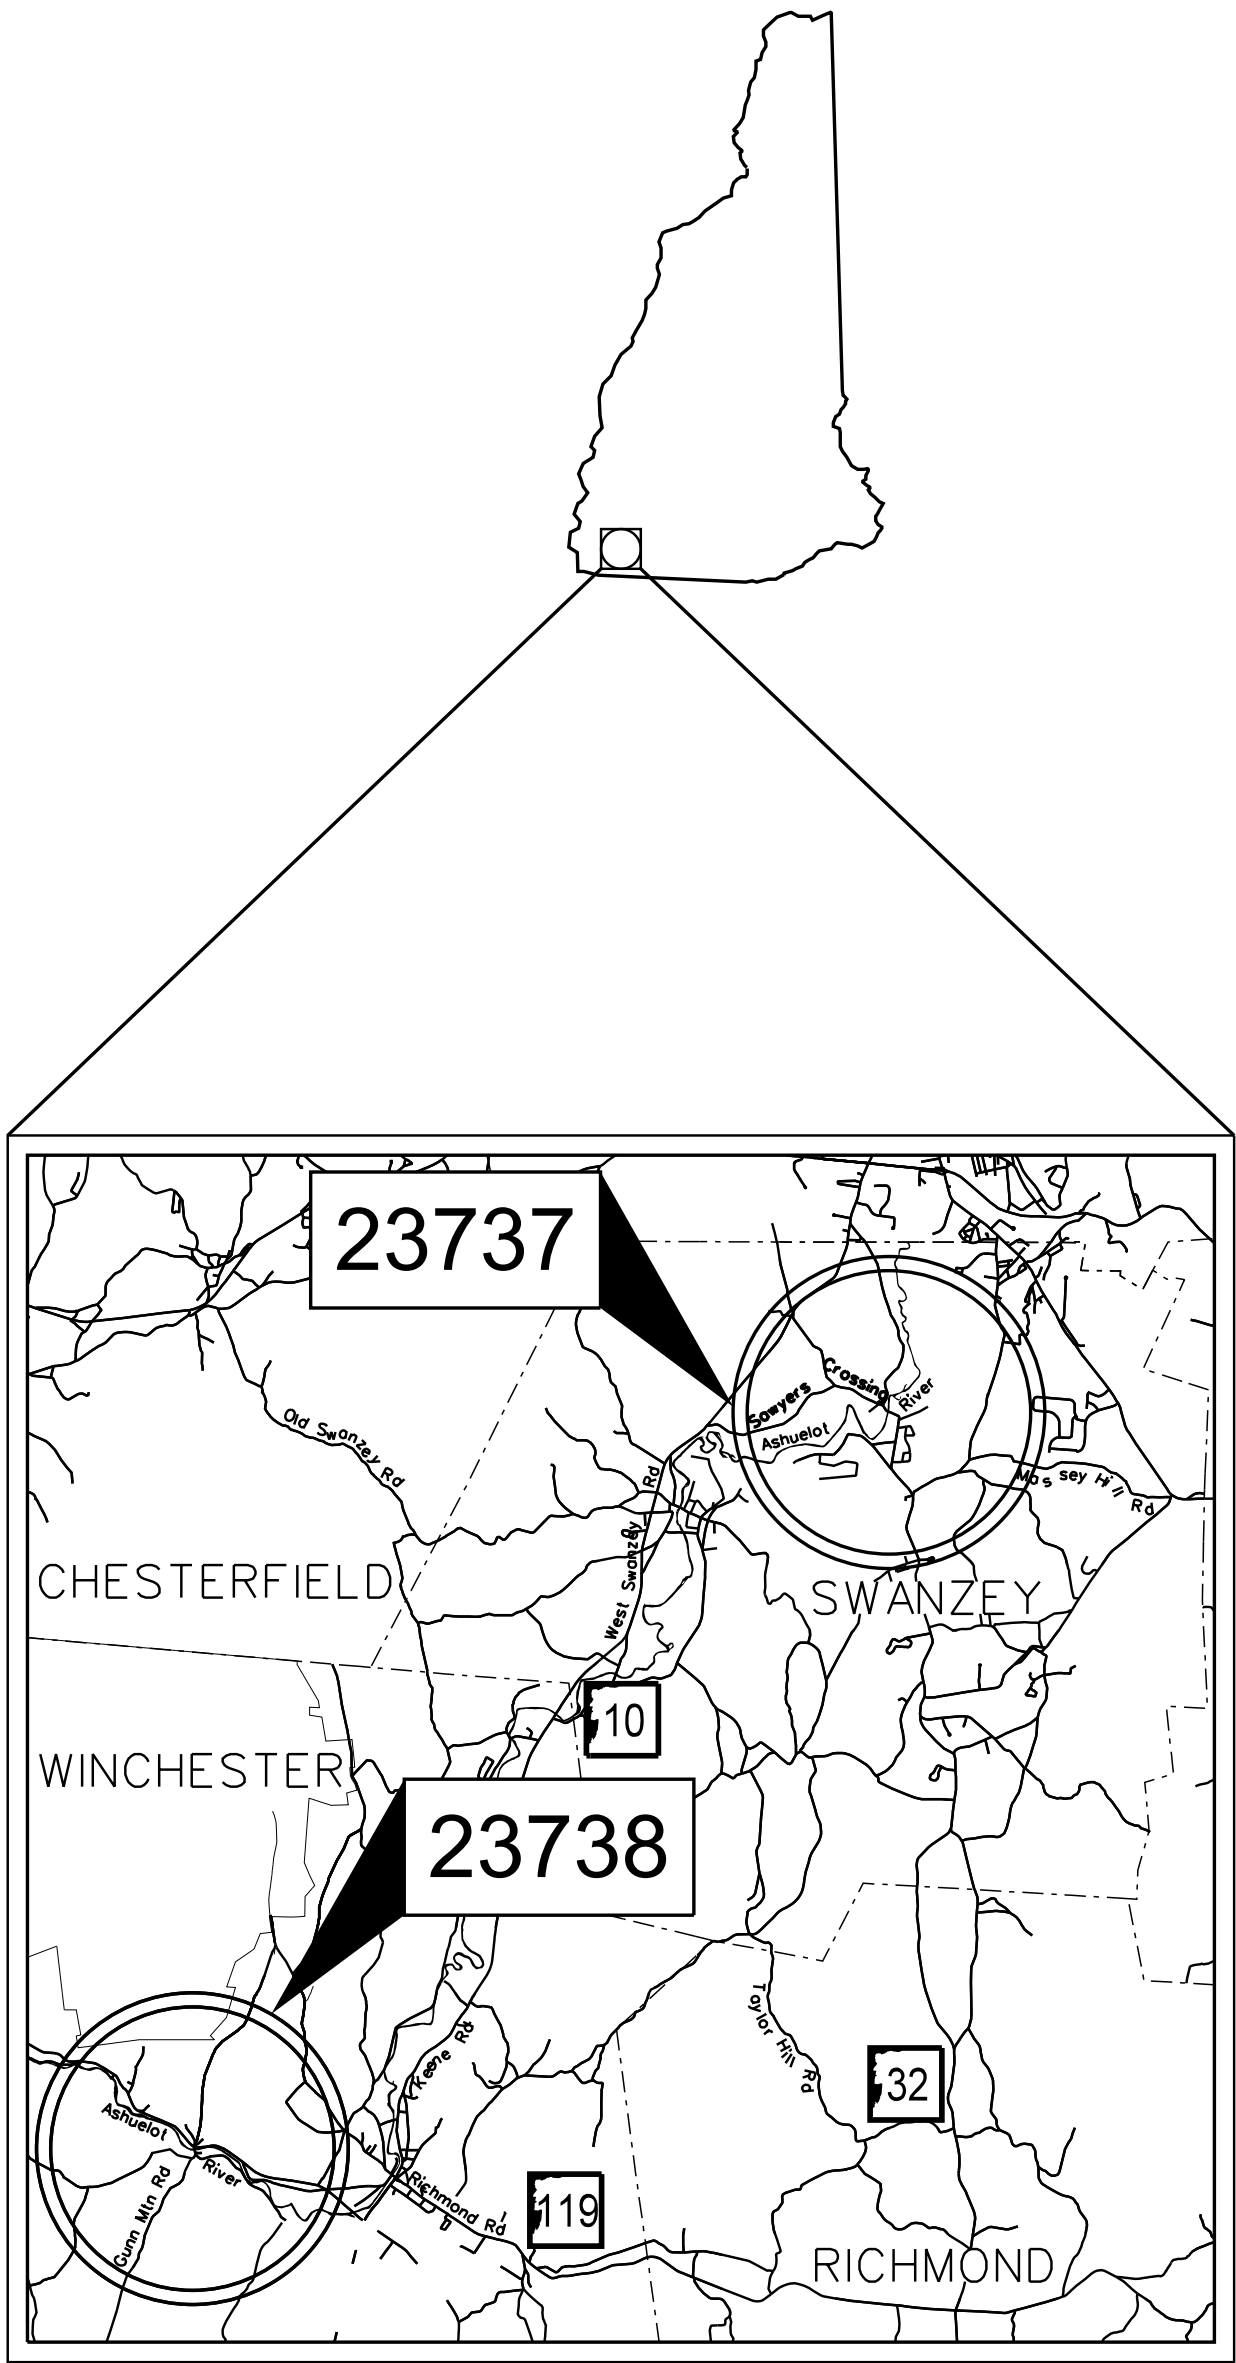 23737
Crossing
Sawyers
River
Ashuelot
Old Swanzey Rd
Massey Hill Rd
West Swanzey Rd
CHESTERFIELD
SWANZEY
10
WINCHESTER
23738
Taylor Hill Rd
Keene Rd
32
Ashuelot
River
Gunn Mtn Rd
Richmond Rd
119
RICHMOND